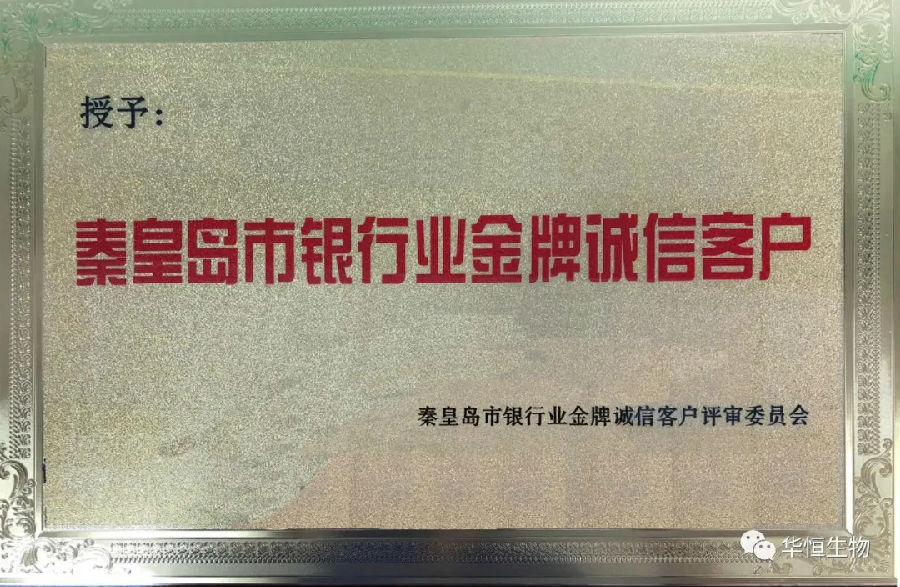 授予：
秦皇岛市银行业金牌诚信客户
秦皇岛市银行业金牌诚信客户评审委员会
华恒生物